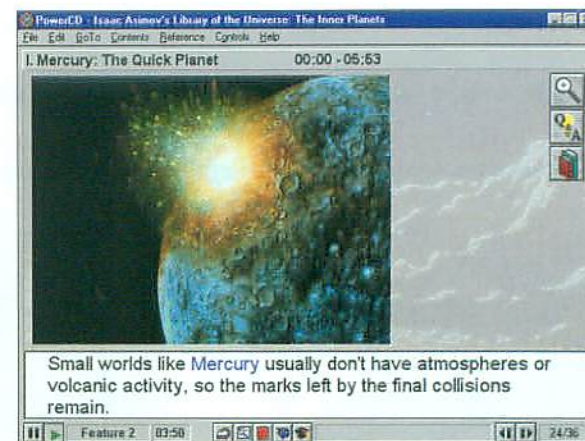 PowerCD - Isaac Asimov's Library of the Universe: The Inner Planets
File Edit GoTo Contents Reference Controls Help
I. Mercury: The Quick Planet 00:00 - 05:53
Q A
Small worlds like Mercury usually don't have atmospheres or
volcanic activity, so the marks left by the final collisions
remain.
Feature 2 03:50 24/36